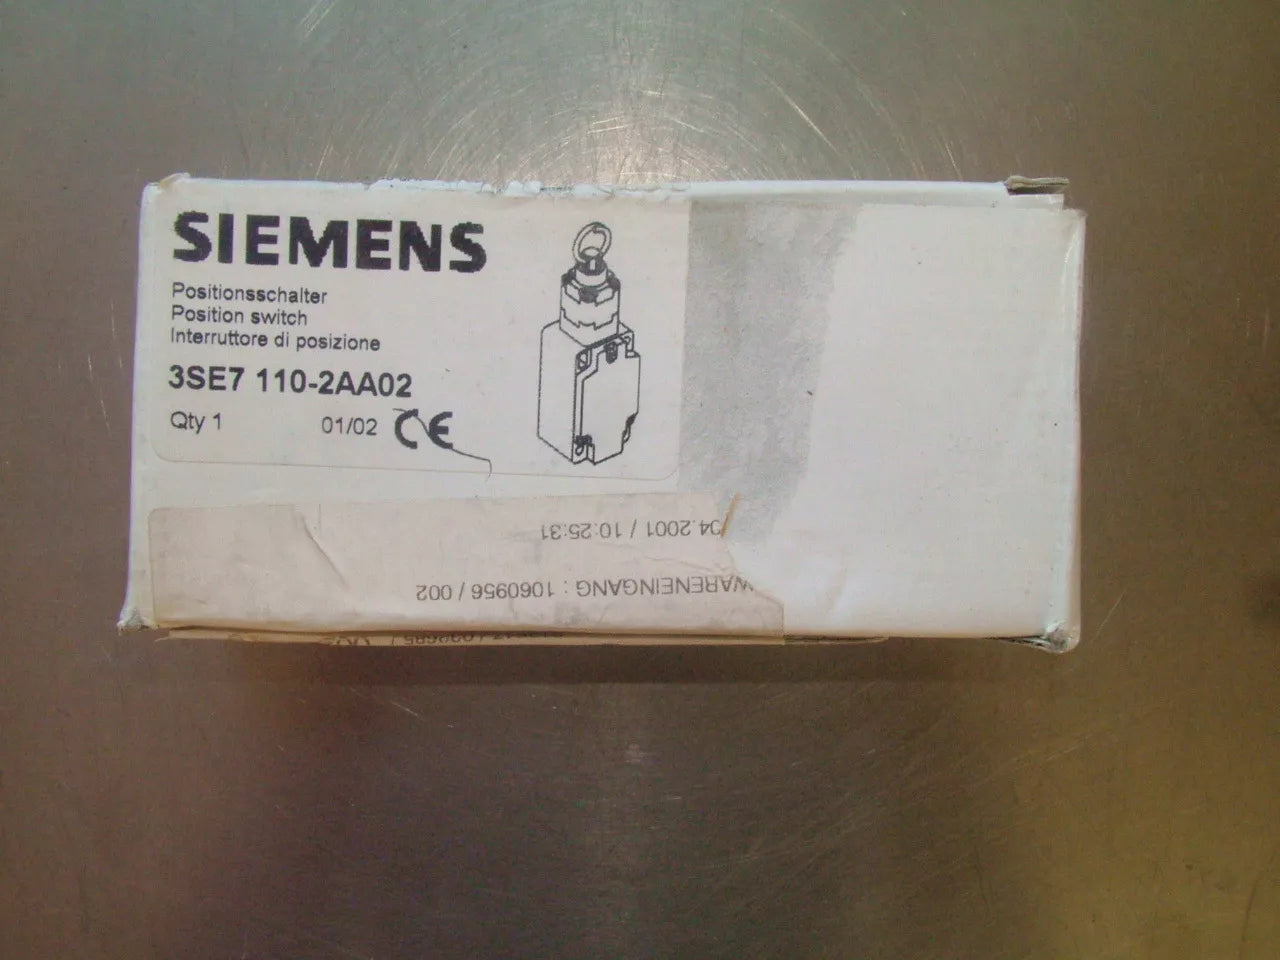 SIEMENS
Positionsschalter
Position switch
Interruttore di posizione
3SE7 110-2AA02
Qty 1 01/02 CE
WARENEINGANG : 1060956 / 002
04.2001 / 10:25:31